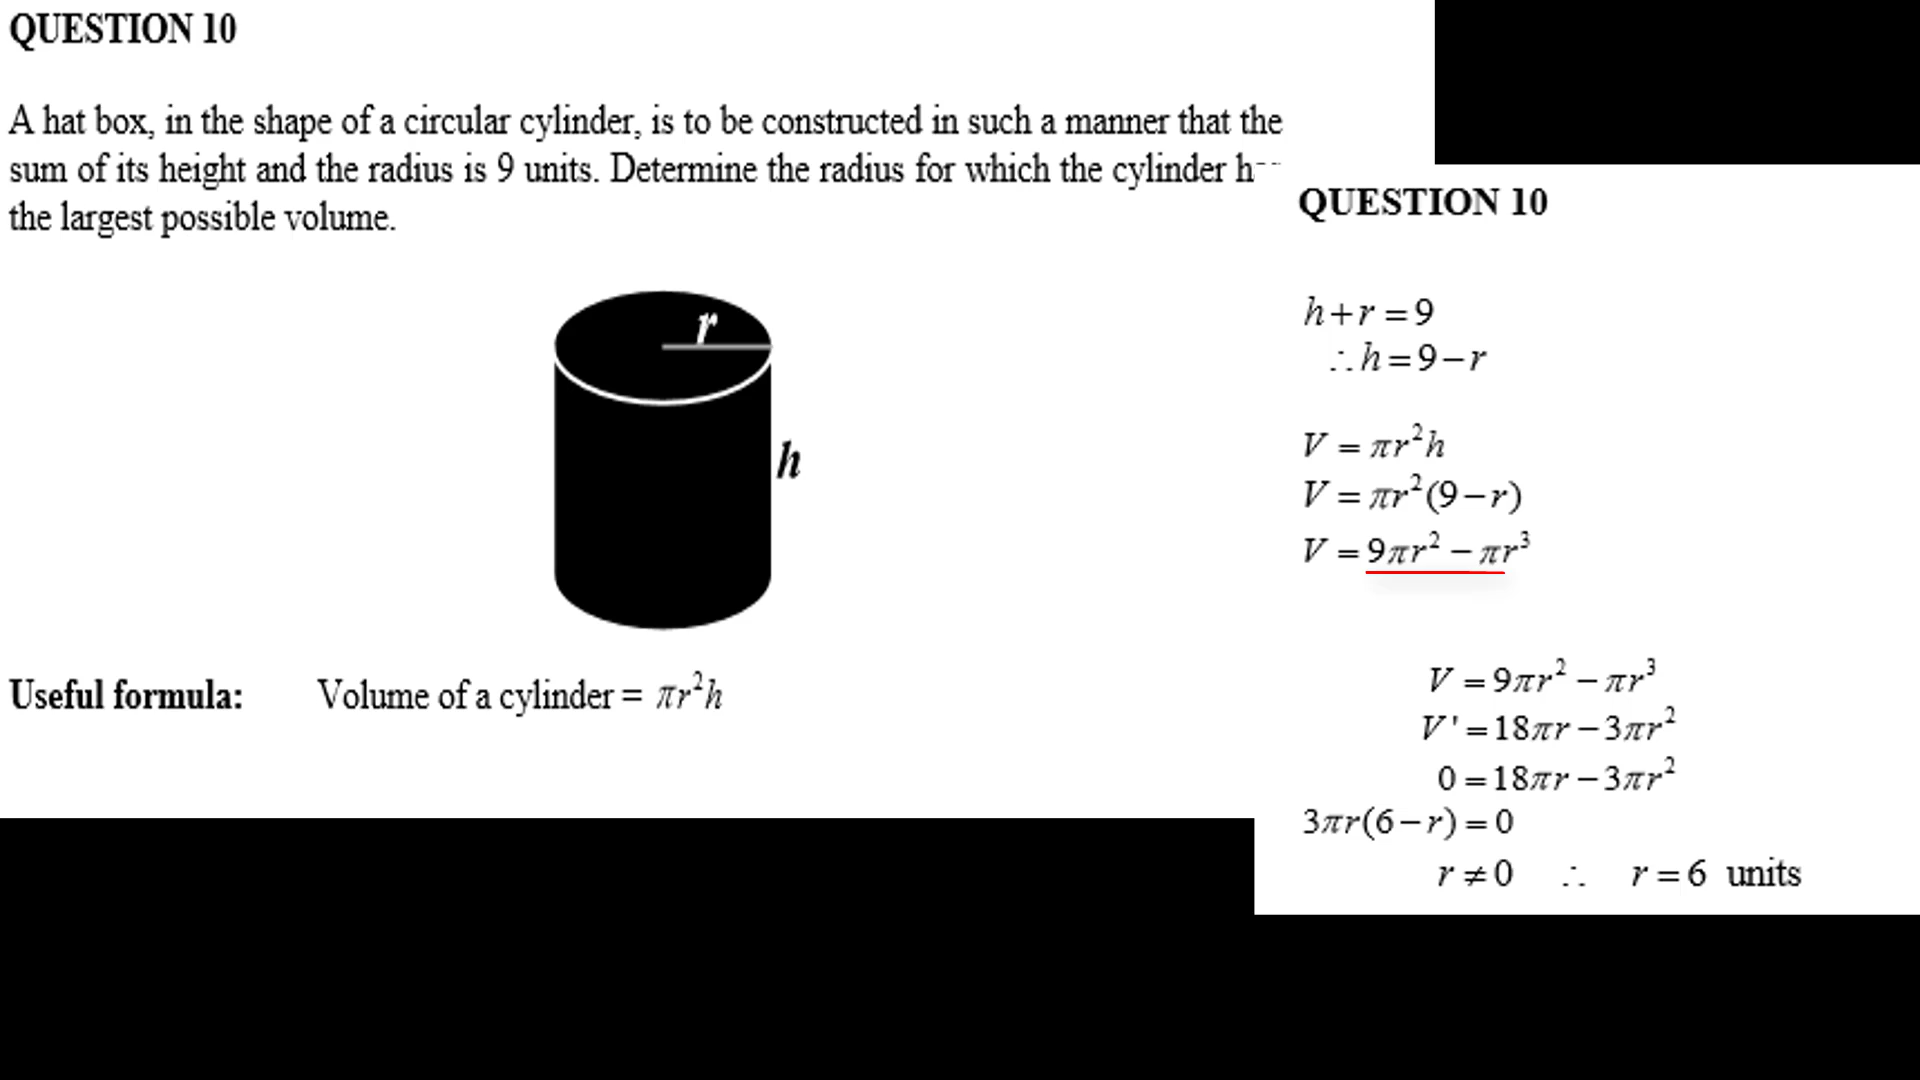 QUESTION 10
A hat box, in the shape of a circular cylinder, is to be constructed in such a manner that the
sum of its height and the radius is 9 units. Determine the radius for which the cylinder
the largest possible volume.
r
h
Useful formula: Volume of a cylinder = πr²h
QUESTION 10
h+r=9
∴h=9−r
V = πr²h
V = πr²(9−r)
V = 9πr² − πr³
V = 9πr² − πr³
V' = 18πr − 3πr²
0 = 18πr − 3πr²
3πr(6−r) = 0
r ≠ 0 ∴ r = 6 units